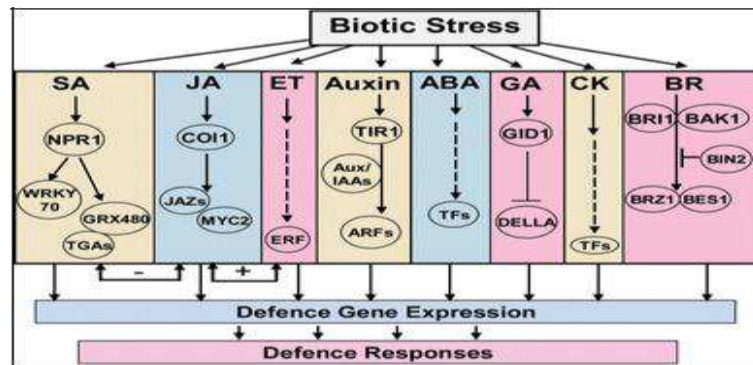 Biotic Stress
SA JA ET Auxin ABA GA CK BR
NPR1 COI1 TIR1 GID1 BRI1 BAK1
Aux/
IAAs
BIN2
WRKY
70
GRX480
TGAs
JAZs
MYC2
ERF
ARFs
TFs
DELLA
TFs
BRZ1 BES1
- +
Defence Gene Expression
Defence Responses